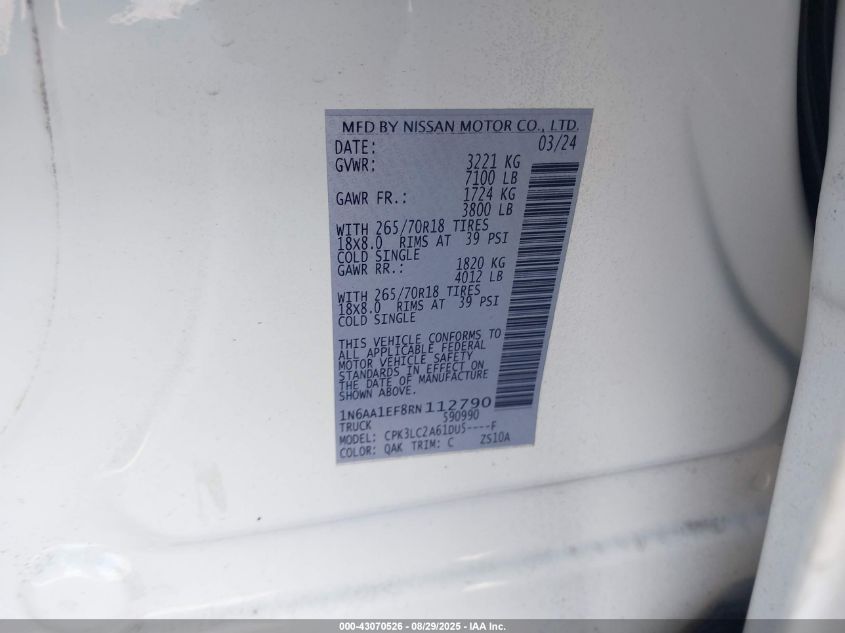 MFD BY NISSAN MOTOR CO., LTD.
DATE: 03/24
GVWR: 3221 KG
7100 LB
GAWR FR.: 1724 KG
3800 LB
WITH 265/70R18 TIRES
18X8.0 RIMS AT 39 PSI
COLD SINGLE
GAWR RR.: 1820 KG
4012 LB
WITH 265/70R18 TIRES
18X8.0 RIMS AT 39 PSI
COLD SINGLE
THIS VEHICLE CONFORMS TO
ALL APPLICABLE FEDERAL
MOTOR VEHICLE SAFETY
STANDARDS IN EFFECT ON
THE DATE OF MANUFACTURE
SHOWN ABOVE.
1N6AA1EF8RN112790
TRUCK 590990
MODEL: CPK3LC2A61DU5----F
COLOR: QAK TRIM: C ZS10A
000-43070526 - 08/29/2025 - IAA Inc.